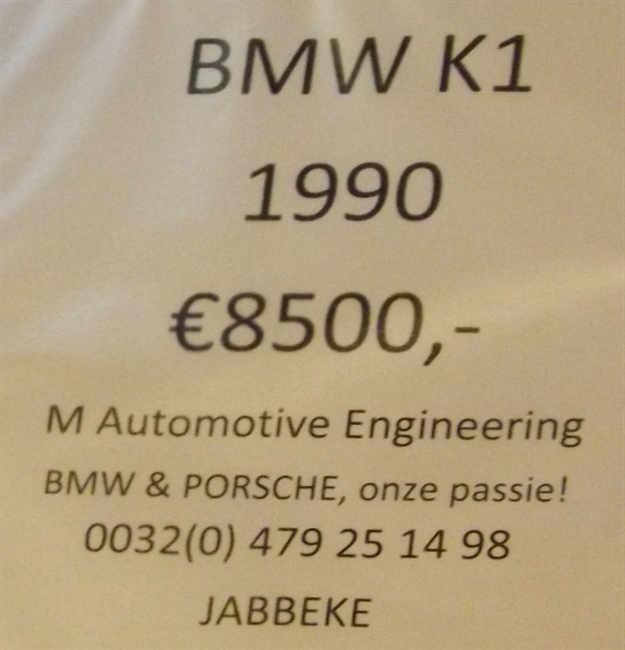 BMW K1
1990
€8500,-
M Automotive Engineering
BMW & PORSCHE, onze passie!
0032(0) 479 25 14 98
JABBEKE